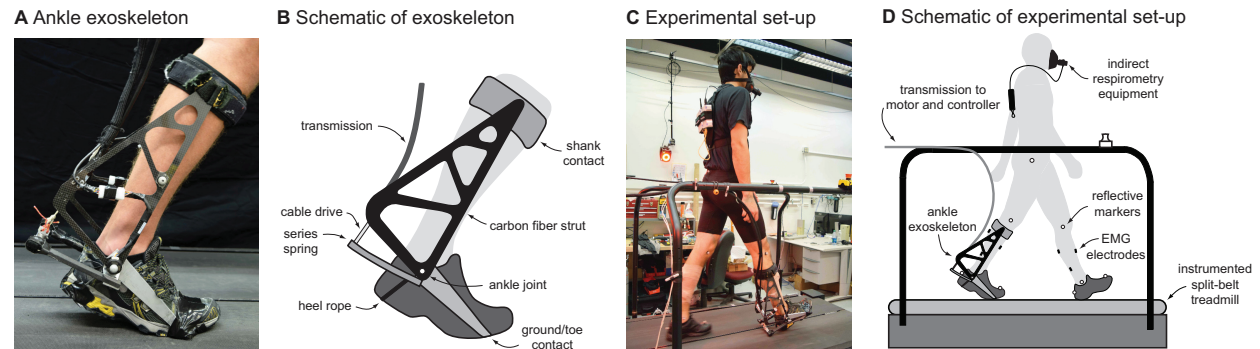 A Ankle exoskeleton
B Schematic of exoskeleton
transmission
shank
contact
cable drive
series
spring
carbon fiber strut
ankle joint
heel rope
ground/toe
contact
C Experimental set-up
D Schematic of experimental set-up
indirect
respirometry
equipment
transmission to
motor and controller
reflective
markers
ankle
exoskeleton
EMG
electrodes
instrumented
split-belt
treadmill